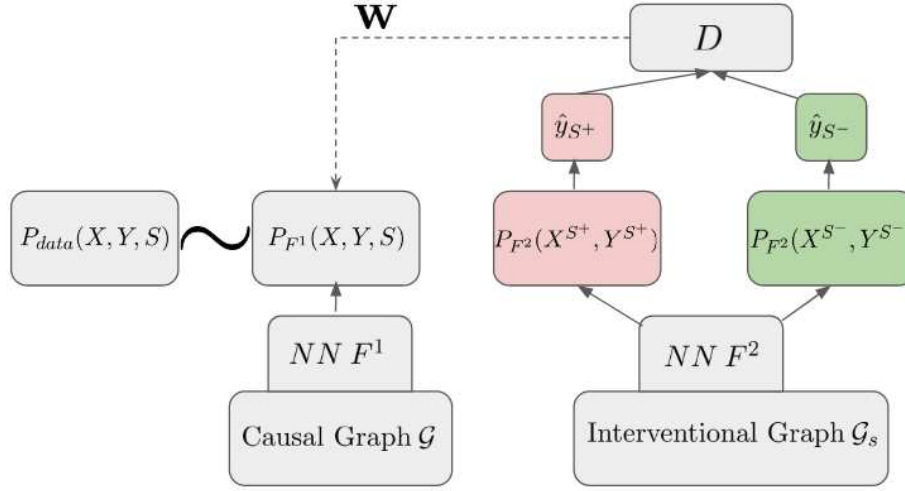 W
D
ŷ_{S^+}
ŷ_{S^-}
P_{data}(X, Y, S)
∼
P_{F^1}(X, Y, S)
P_{F^2}(X^{S^+}, Y^{S^+})
P_{F^2}(X^{S^-}, Y^{S^-}
NN F^1
NN F^2
Causal Graph 𝒢
Interventional Graph 𝒢_s